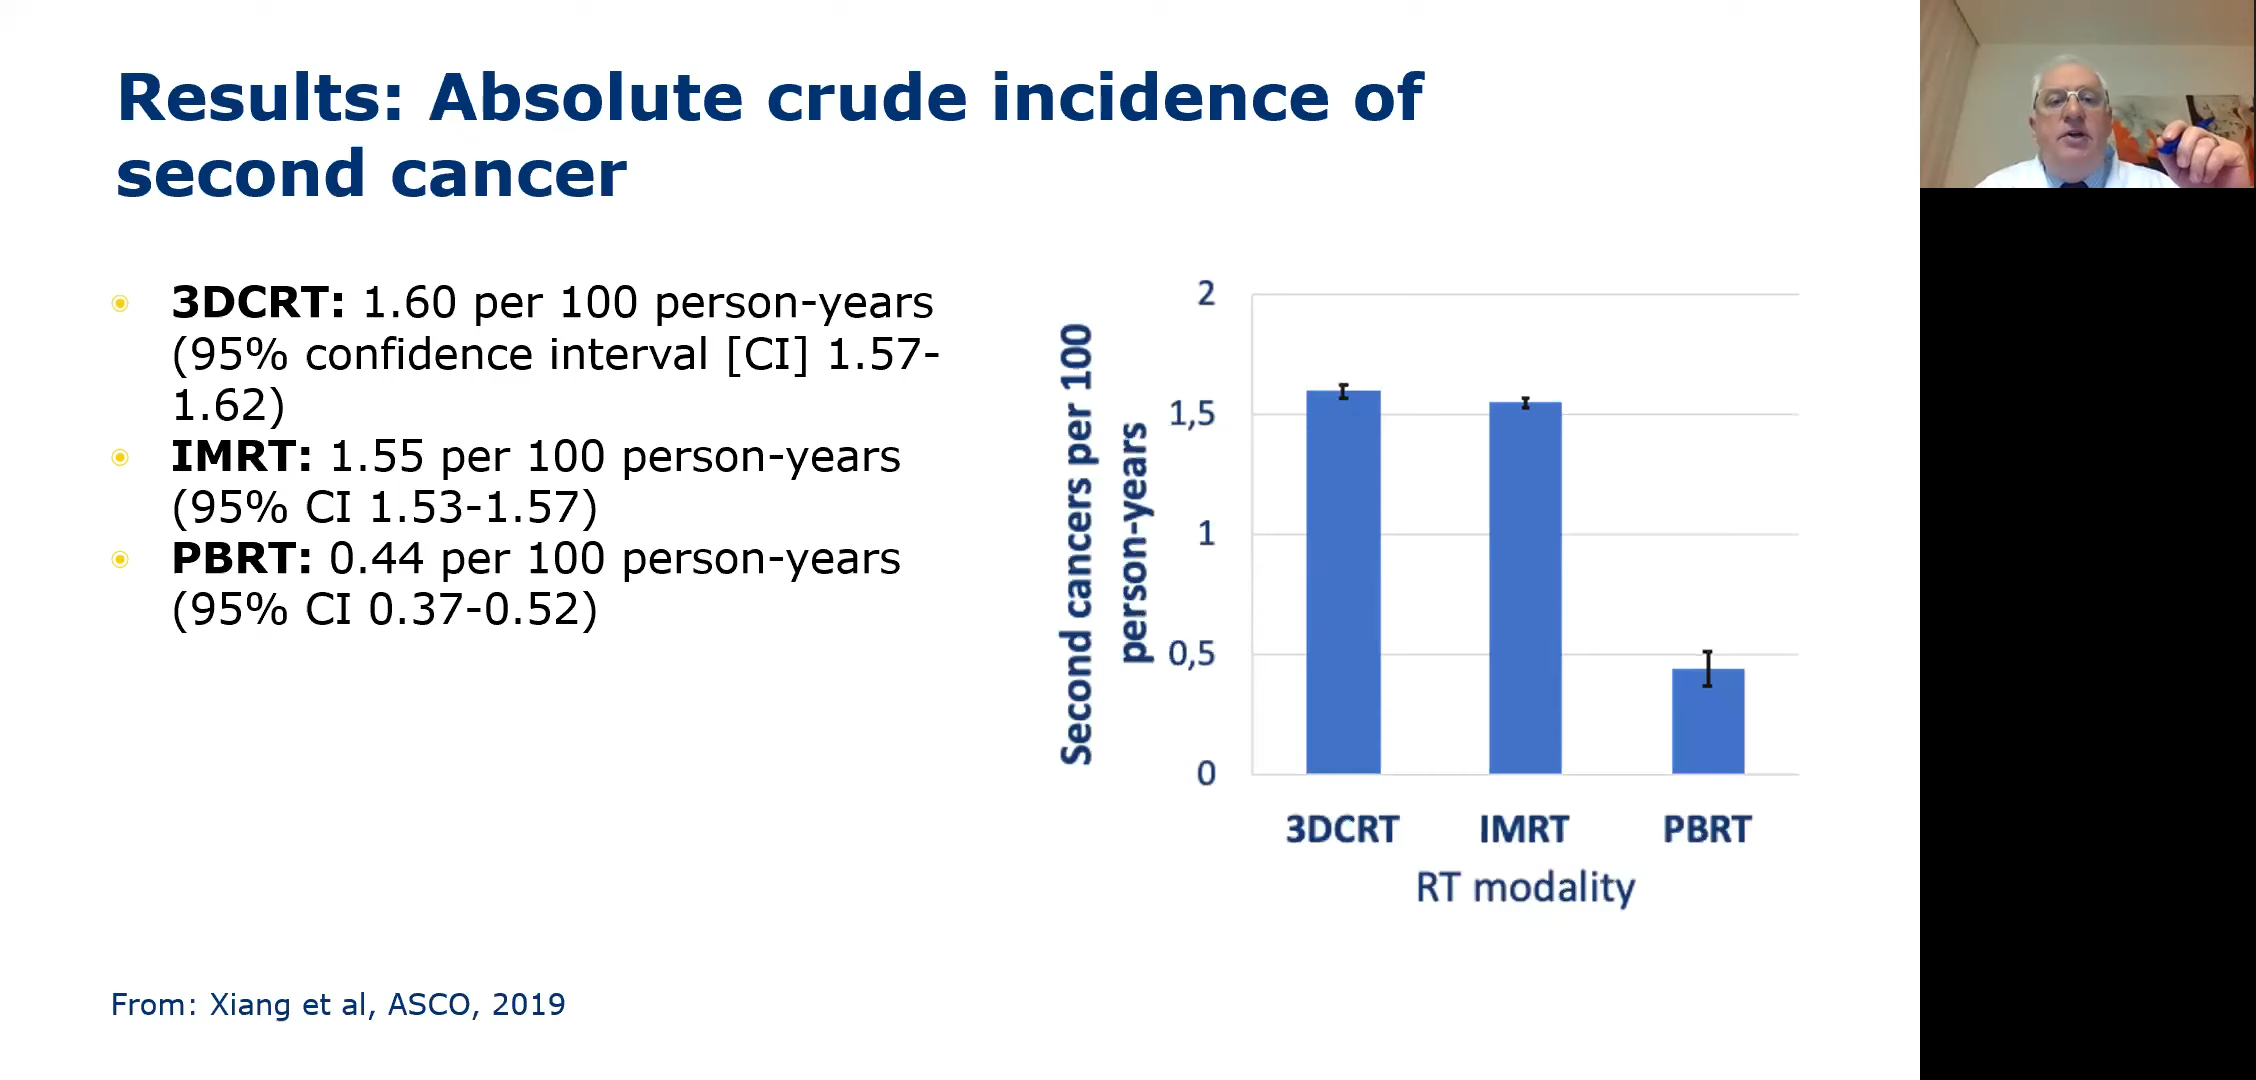 Results: Absolute crude incidence of
second cancer
3DCRT: 1.60 per 100 person-years
(95% confidence interval [CI] 1.57-
1.62)
IMRT: 1.55 per 100 person-years
(95% CI 1.53-1.57)
PBRT: 0.44 per 100 person-years
(95% CI 0.37-0.52)
Second cancers per 100
person-years
2
1,5
1
0,5
0
3DCRT IMRT PBRT
RT modality
From: Xiang et al, ASCO, 2019